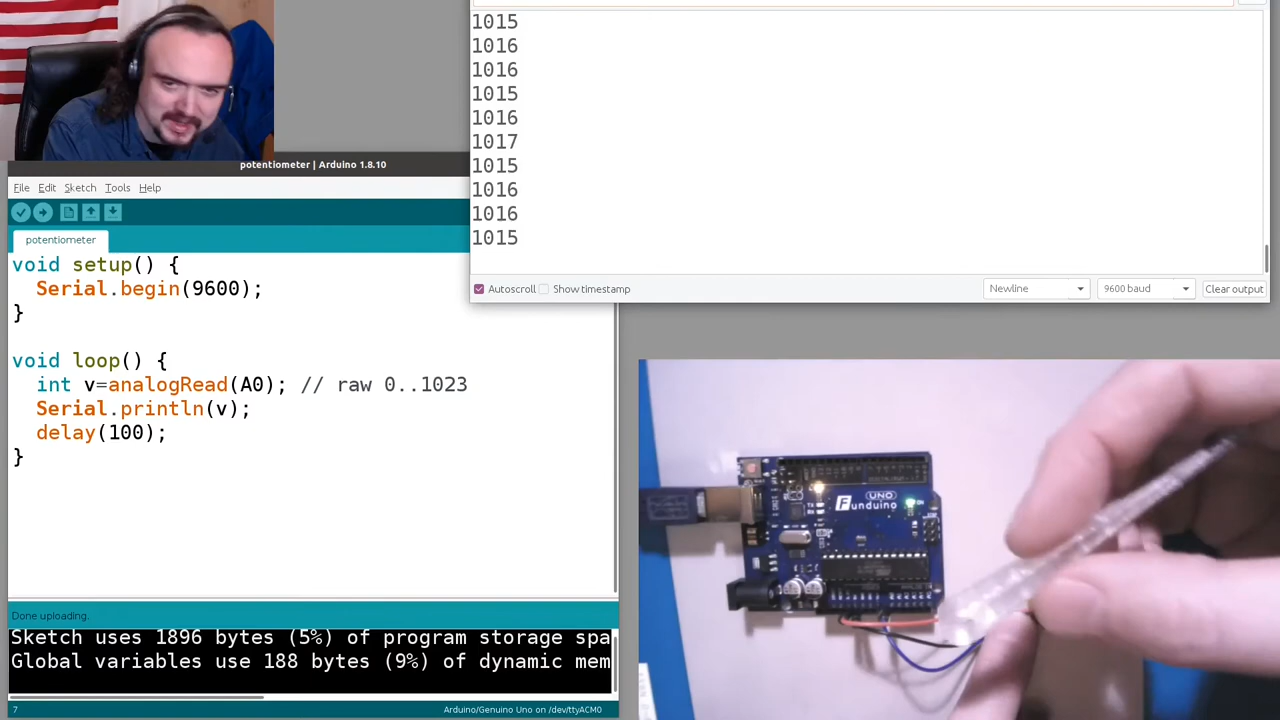 1015
1016
1016
1015
1016
1017
1015
1016
1016
1015
Autoscroll
Show timestamp
Newline
9600 baud
Clear output
potentiometer | Arduino 1.8.10
File Edit Sketch Tools Help
potentiometer
void setup() {
Serial.begin(9600);
}
void loop() {
int v=analogRead(A0); // raw 0..1023
Serial.println(v);
delay(100);
}
Done uploading.
Sketch uses 1896 bytes (5%) of program storage spa
Global variables use 188 bytes (9%) of dynamic mem
7
Arduino/Genuino Uno on /dev/ttyACM0
UNO
Funduino